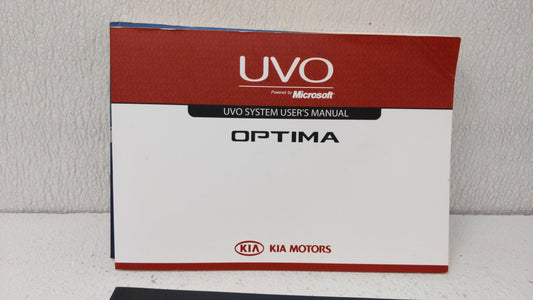 UVO
Powered by Microsoft
UVO SYSTEM USER'S MANUAL
OPTIMA
KIA KIA MOTORS